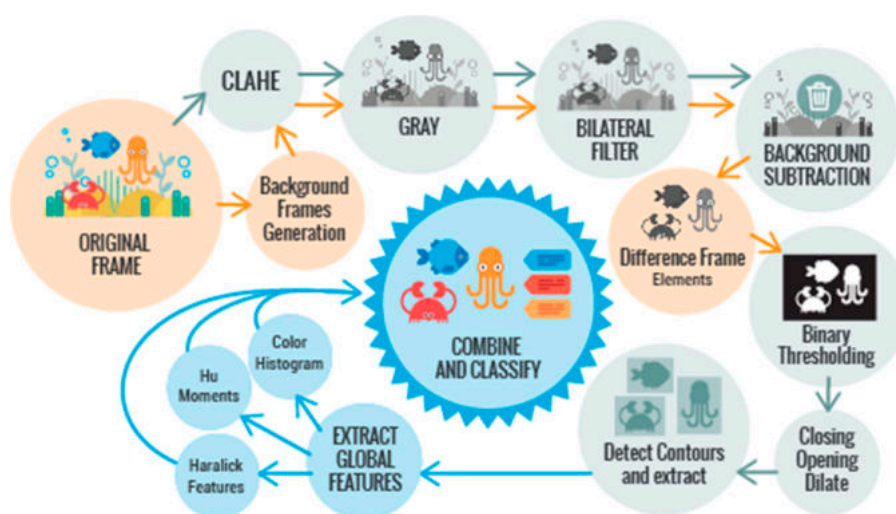 ORIGINAL
FRAME
Background
Frames
Generation
CLAHE
GRAY
BILATERAL
FILTER
BACKGROUND
SUBTRACTION
Difference Frame
Elements
Binary
Thresholding
Closing
Opening
Dilate
Detect Contours
and extract
EXTRACT
GLOBAL
FEATURES
Color
Histogram
Hu
Moments
Haralick
Features
COMBINE
AND CLASSIFY